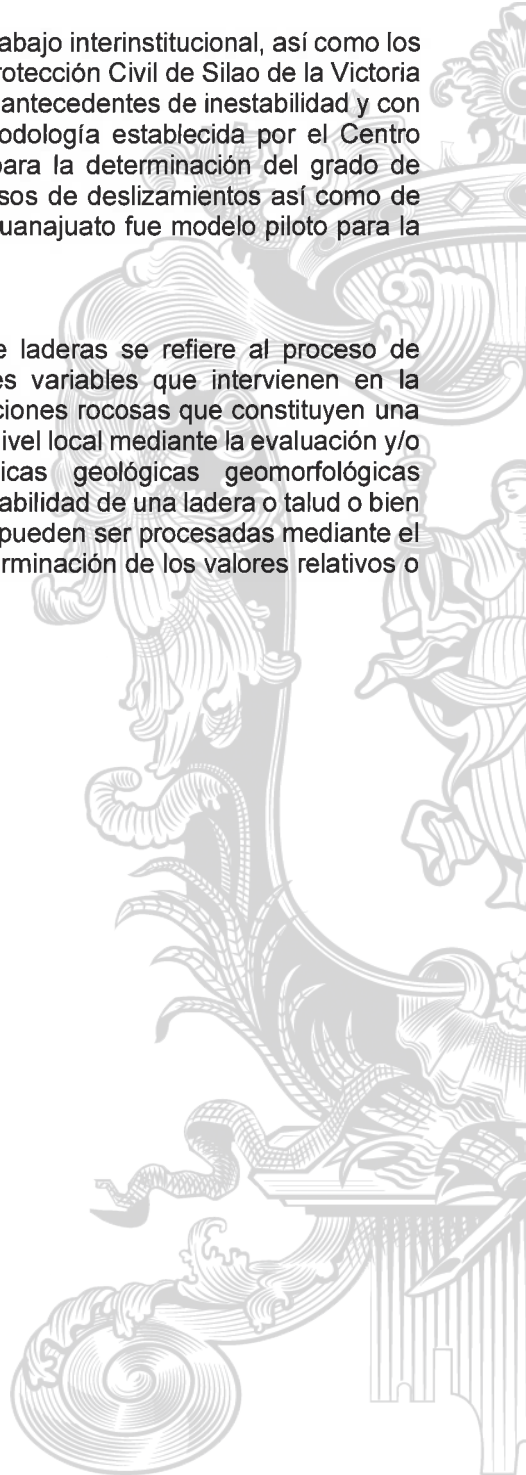 abajo interinstitucional, así como los
rotección Civil de Silao de la Victoria
antecedentes de inestabilidad y con
odología establecida por el Centro
para la determinación del grado de
sos de deslizamientos así como de
uanajuato fue modelo piloto para la
e laderas se refiere al proceso de
es variables que intervienen en la
ciones rocosas que constituyen una
ivel local mediante la evaluación y/o
icas geológicas geomorfológicas
abilidad de una ladera o talud o bien
pueden ser procesadas mediante el
erminación de los valores relativos o